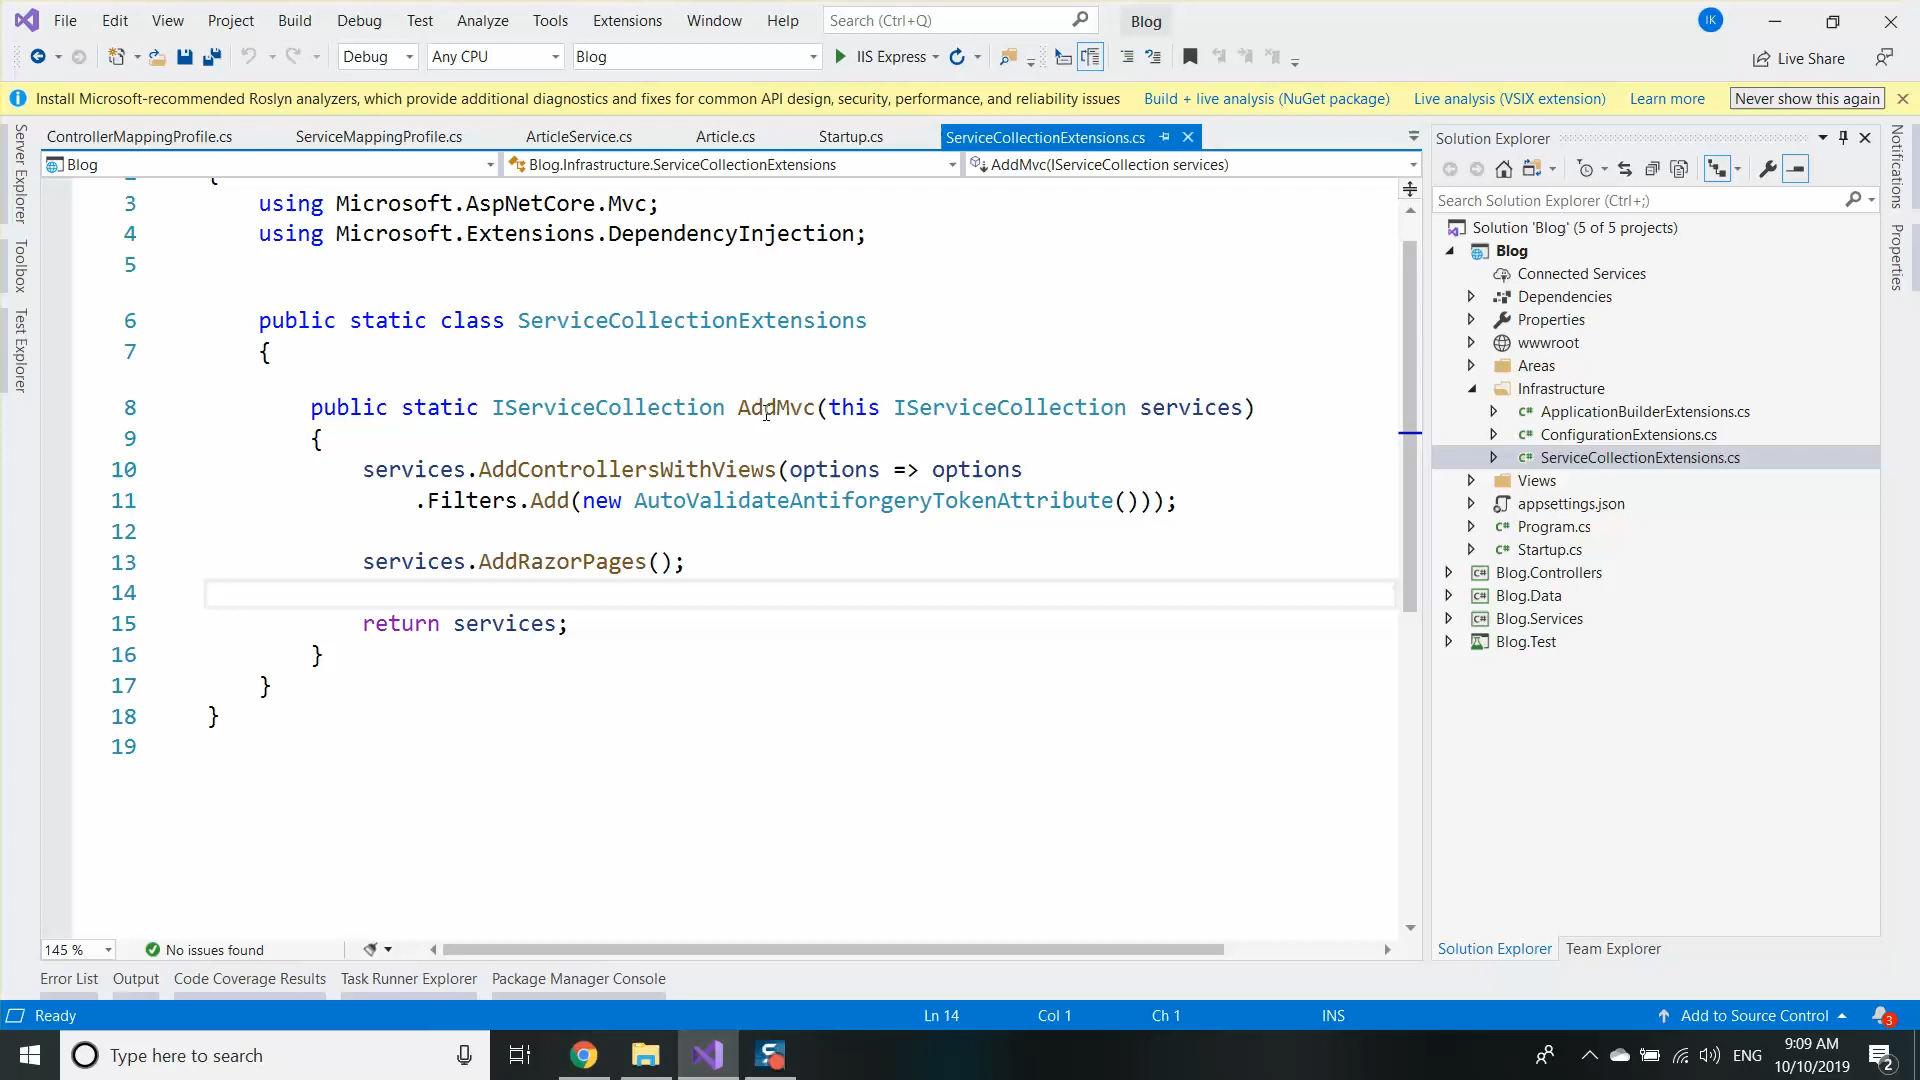 File Edit View Project Build Debug Test Analyze Tools Extensions Window Help Search (Ctrl+Q) Blog IK
Debug Any CPU Blog IIS Express Live Share
Install Microsoft-recommended Roslyn analyzers, which provide additional diagnostics and fixes for common API design, security, performance, and reliability issues Build + live analysis (NuGet package) Live analysis (VSIX extension) Learn more Never show this again
Server Explorer
Toolbox
Test Explorer
ControllerMappingProfile.cs ServiceMappingProfile.cs ArticleService.cs Article.cs Startup.cs ServiceCollectionExtensions.cs
Blog Blog.Infrastructure.ServiceCollectionExtensions AddMvc(IServiceCollection services)
2 {
3 using Microsoft.AspNetCore.Mvc;
4 using Microsoft.Extensions.DependencyInjection;
5
6 public static class ServiceCollectionExtensions
7 {
8 public static IServiceCollection AddMvc(this IServiceCollection services)
9 {
10 services.AddControllersWithViews(options => options
11 .Filters.Add(new AutoValidateAntiforgeryTokenAttribute()));
12
13 services.AddRazorPages();
14
15 return services;
16 }
17 }
18 }
19
145 % No issues found
Error List Output Code Coverage Results Task Runner Explorer Package Manager Console
Solution Explorer
Search Solution Explorer (Ctrl+;)
Solution 'Blog' (5 of 5 projects)
Blog
Connected Services
Dependencies
Properties
wwwroot
Areas
Infrastructure
C# ApplicationBuilderExtensions.cs
C# ConfigurationExtensions.cs
C# ServiceCollectionExtensions.cs
Views
appsettings.json
C# Program.cs
C# Startup.cs
C# Blog.Controllers
C# Blog.Data
C# Blog.Services
Blog.Test
Solution Explorer Team Explorer
Notifications
Properties
Ready Ln 14 Col 1 Ch 1 INS Add to Source Control 3
Type here to search ENG 9:09 AM
10/10/2019 2